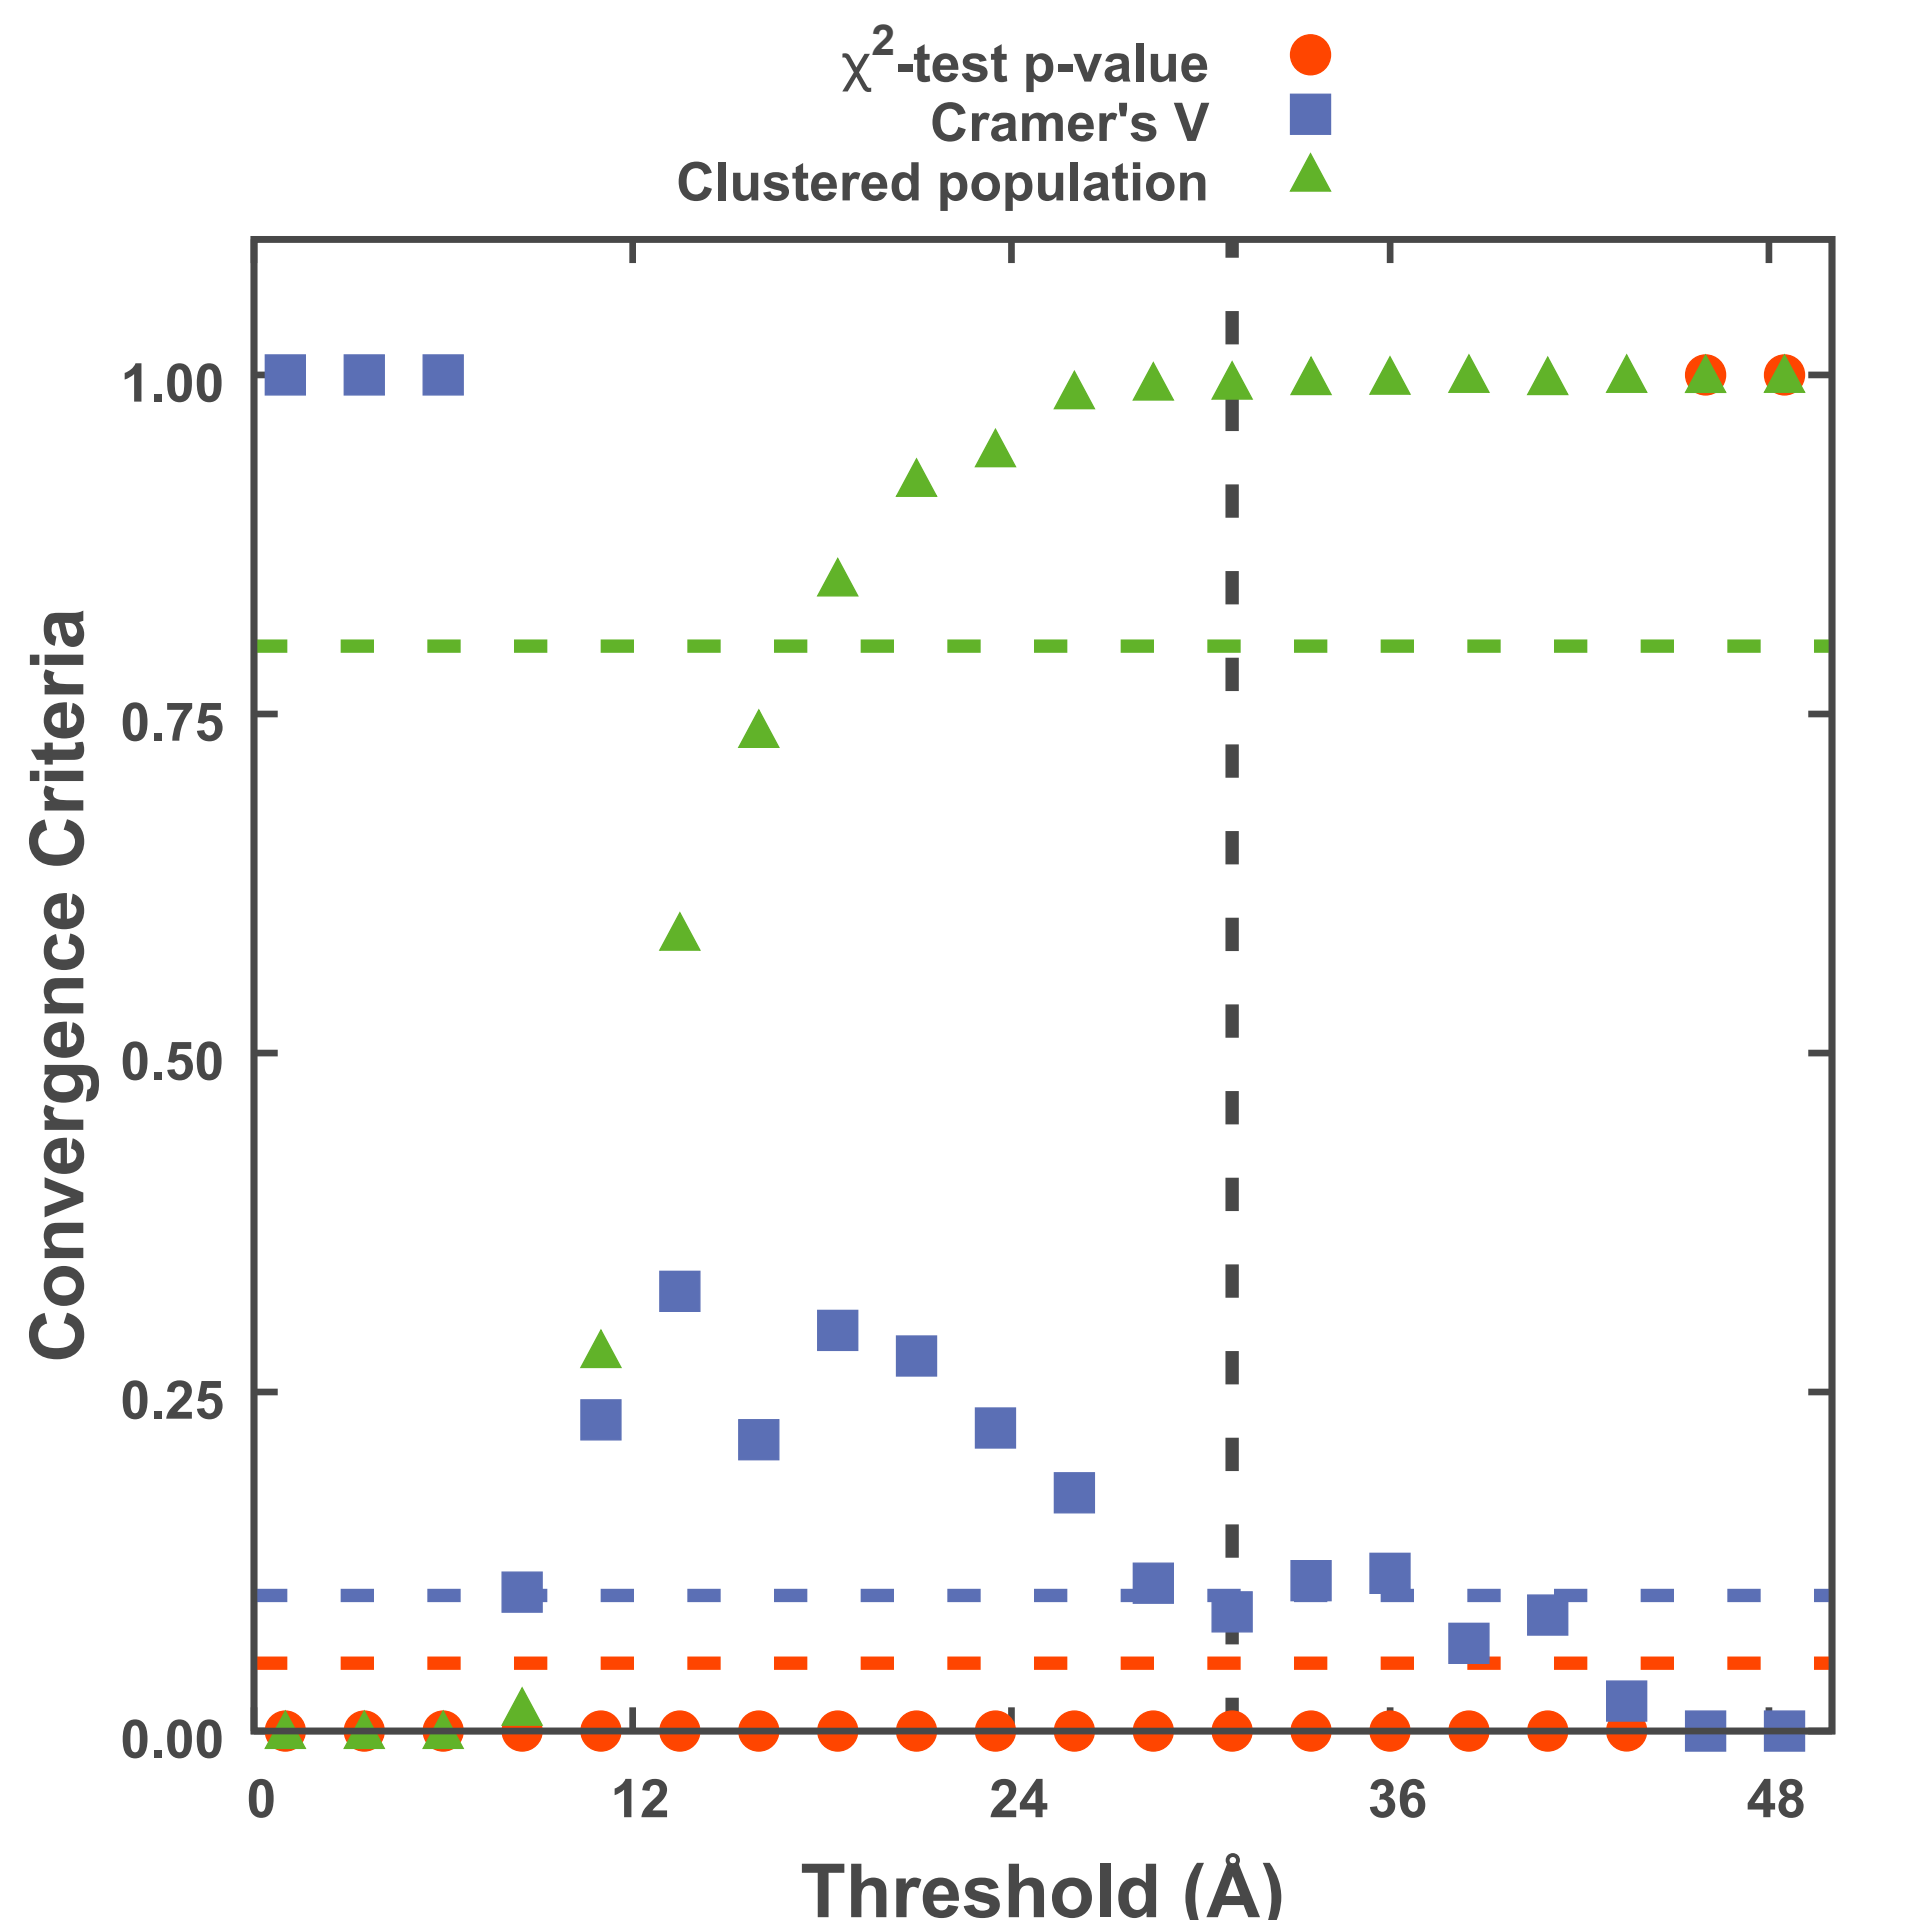 χ²-test p-value
Cramer's V
Clustered population
Convergence Criteria
1.00
0.75
0.50
0.25
0.00
0 12 24 36 48
Threshold (Å)